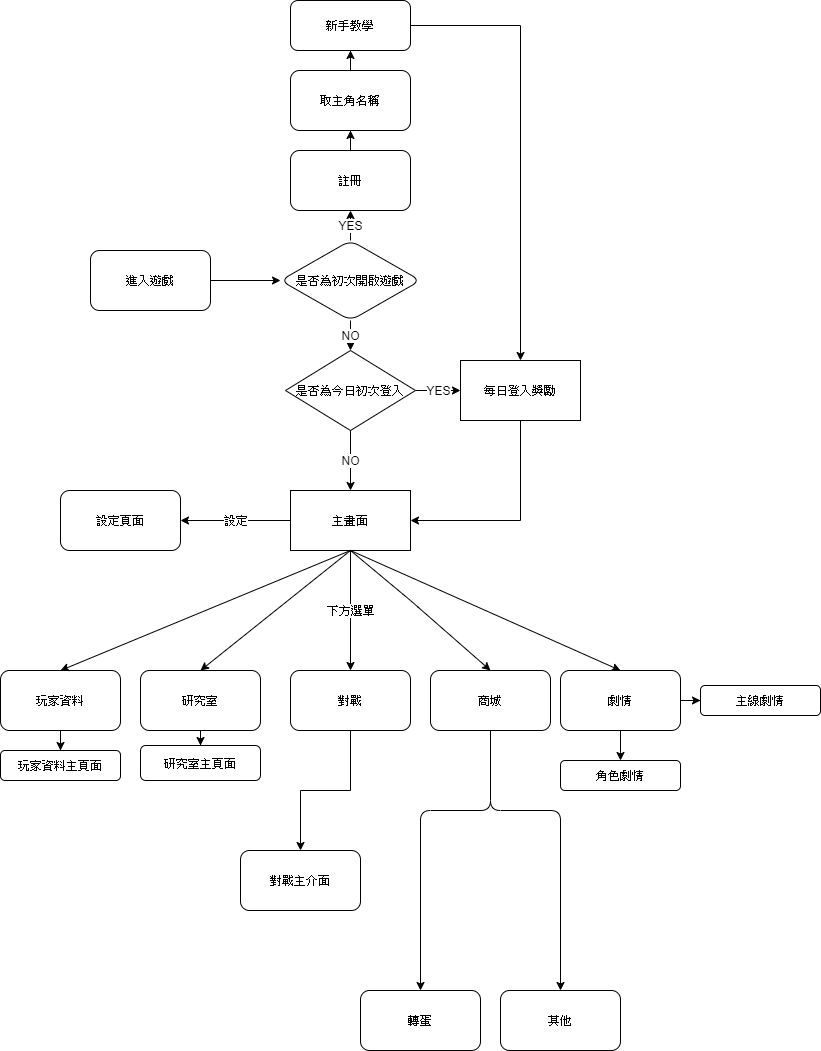 新手教學
取主角名稱
註冊
YES
進入遊戲
是否為初次開啟遊戲
NO
是否為今日初次登入
YES
每日登入獎勵
NO
設定頁面
設定
主畫面
下方選單
玩家資料
研究室
對戰
商城
劇情
主線劇情
玩家資料主頁面
研究室主頁面
角色劇情
對戰主介面
轉蛋
其他